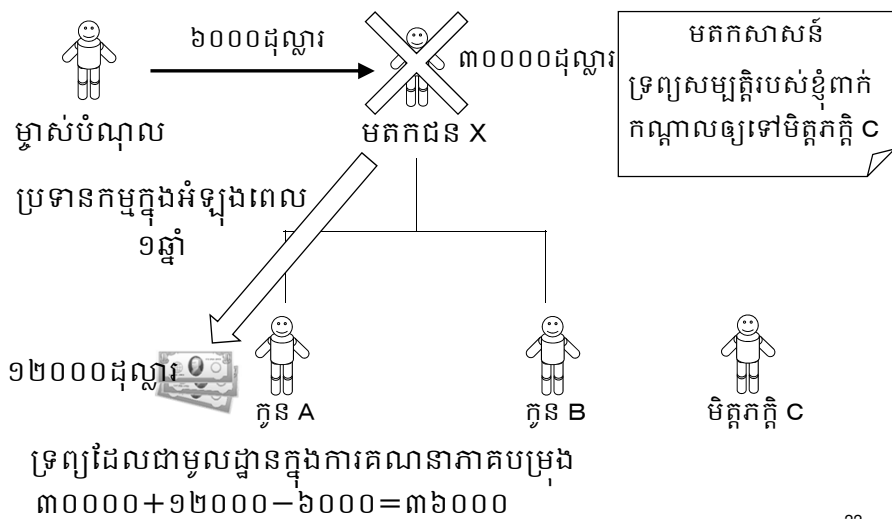 ៦០០០ដុល្លារ
៣០០០០ដុល្លារ
មតកសាសន៍
ទ្រព្យសម្បត្តិរបស់ខ្ញុំពាក់
កណ្តាលឲ្យទៅមិត្តភក្តិ C
ម្ចាស់បំណុល
មតកជន X
ប្រទានកម្មក្នុងអំឡុងពេល
១ឆ្នាំ
១២០០០ដុល្លារ
កូន A
កូន B
មិត្តភក្តិ C
ទ្រព្យដែលជាមូលដ្ឋានក្នុងការគណនាភាគបម្រុង
៣០០០០+១២០០០−៦០០០=៣៦០០០